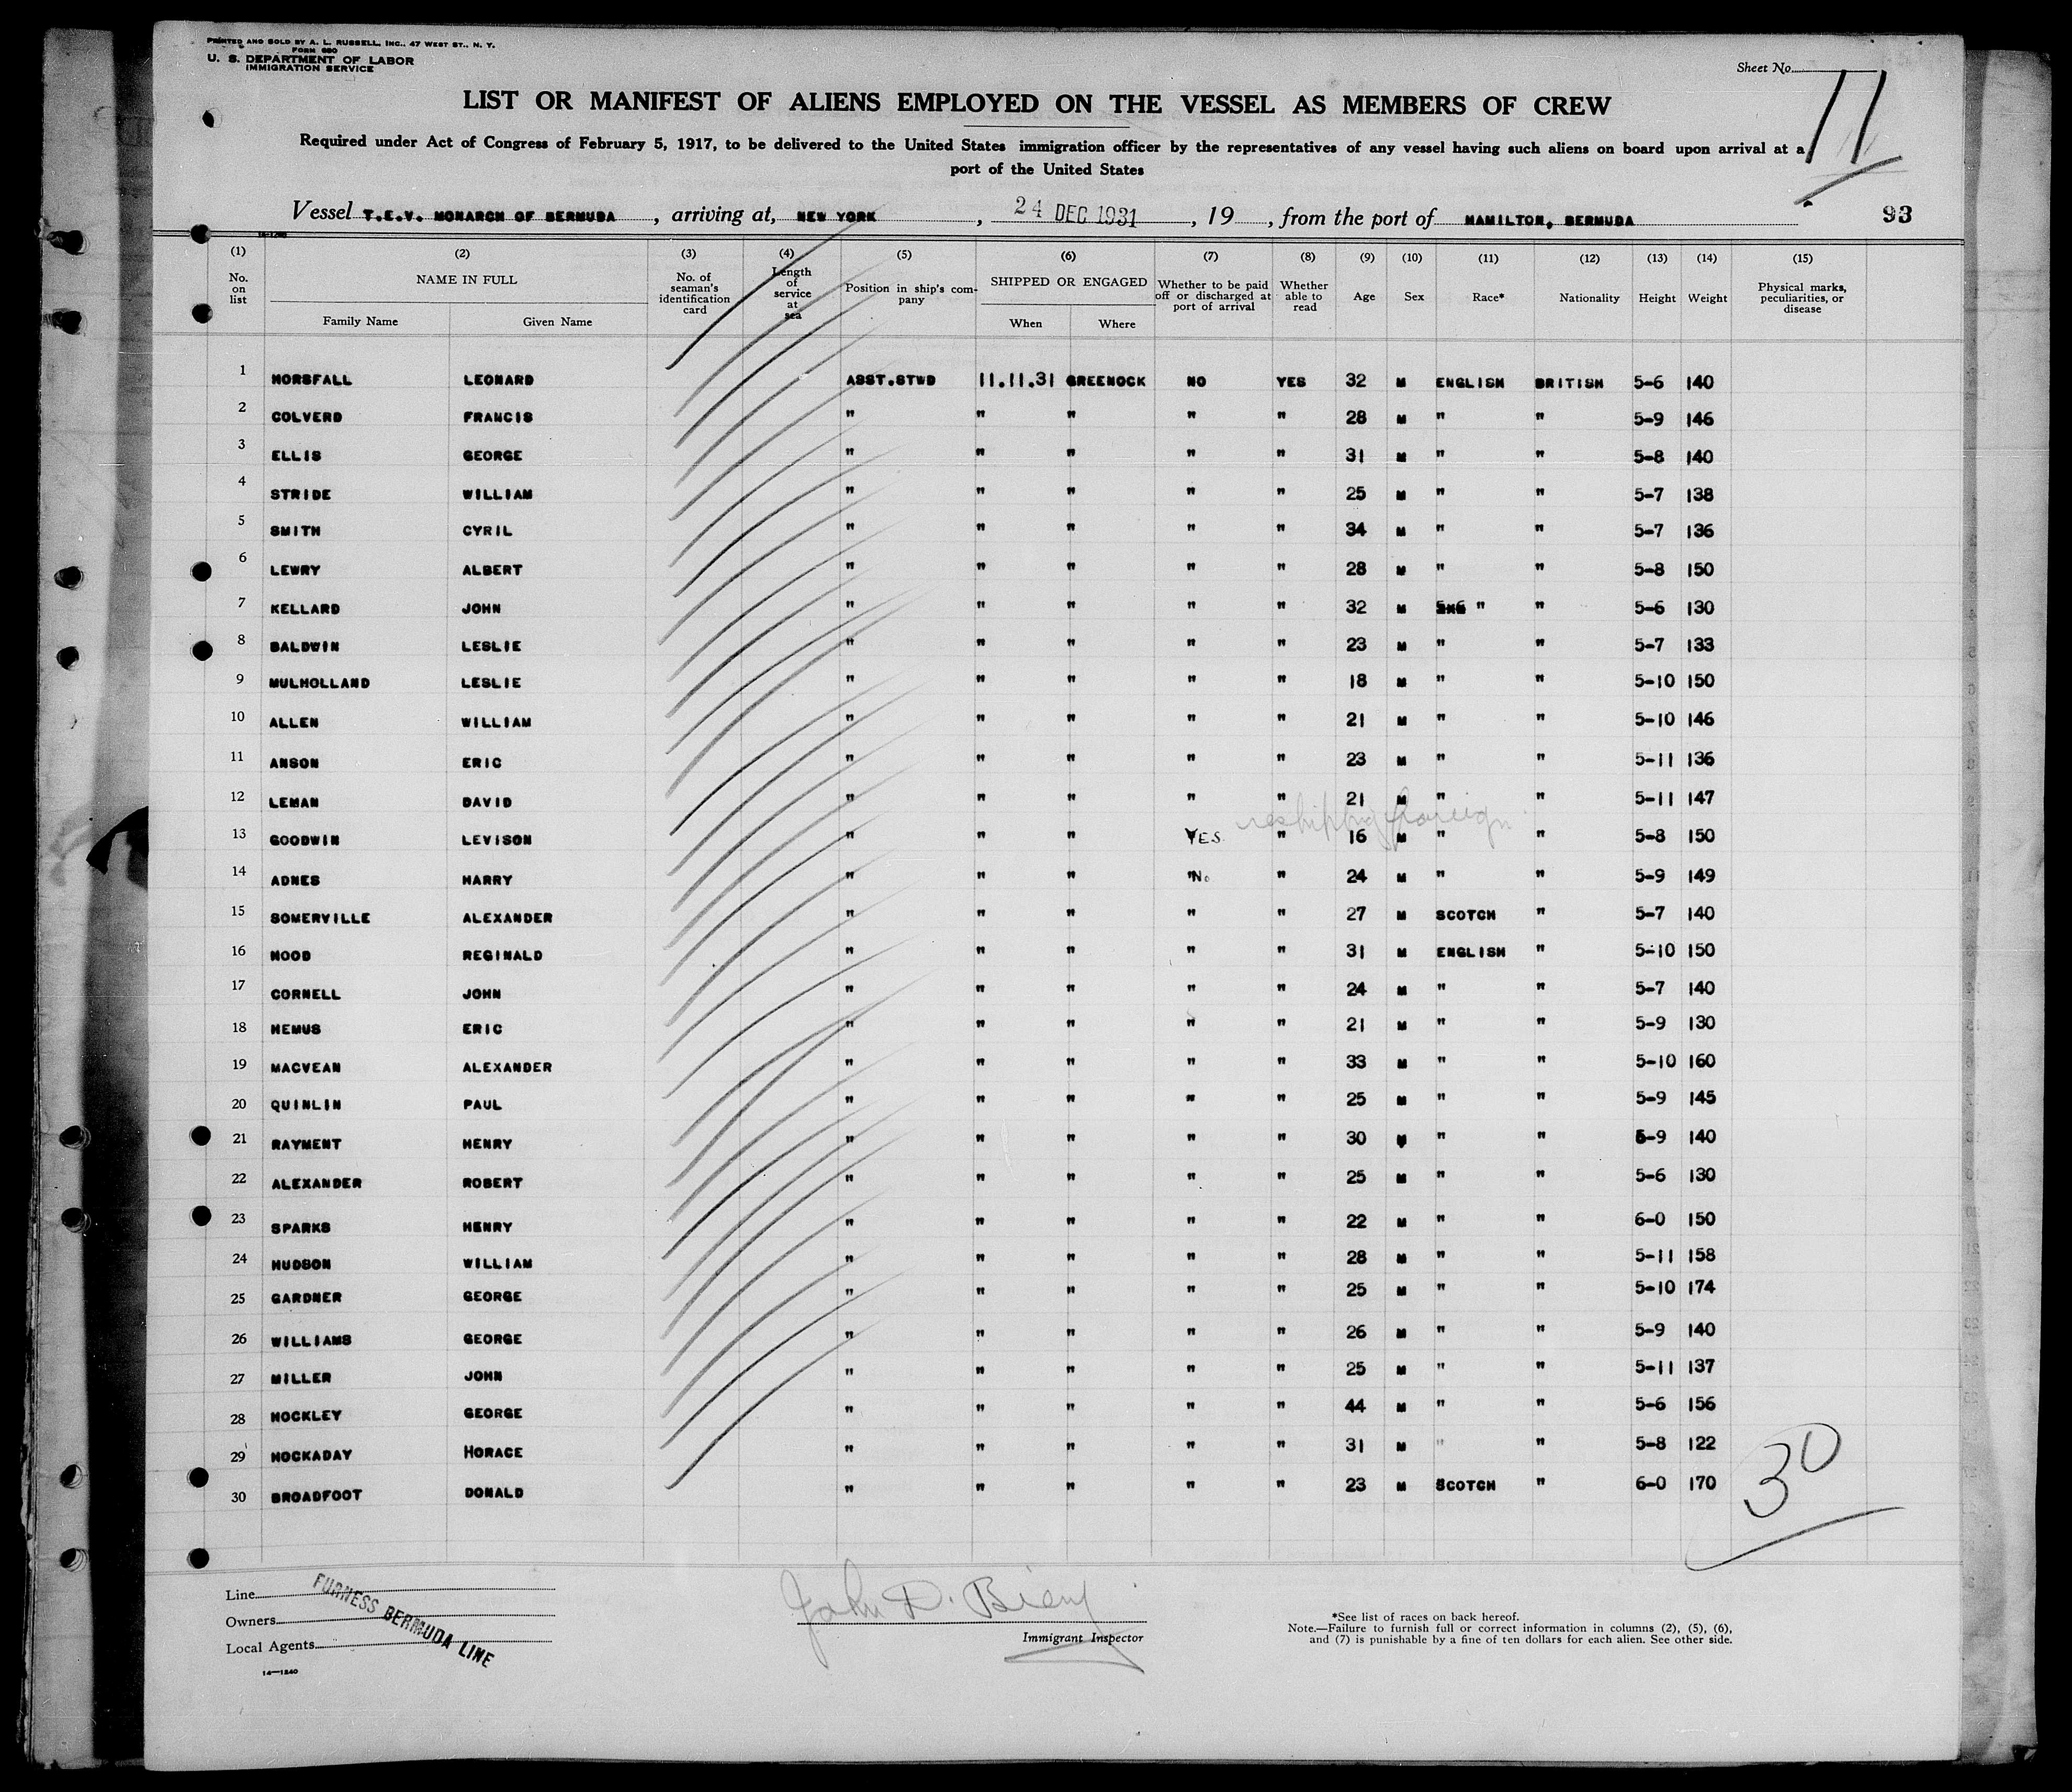 PRINTED AND SOLD BY A. L. RUSSELL, INC., 47 WEST ST., N. Y.
FORM 680
U. S. DEPARTMENT OF LABOR
IMMIGRATION SERVICE
Sheet No. 11
LIST OR MANIFEST OF ALIENS EMPLOYED ON THE VESSEL AS MEMBERS OF CREW
Required under Act of Congress of February 5, 1917, to be delivered to the United States immigration officer by the representatives of any vessel having such aliens on board upon arrival at a
port of the United States
Vessel T.E.V. MONARCH OF BERMUDA, arriving at, NEW YORK, 24 DEC 1931, 19, from the port of HAMILTON, BERMUDA 93
(1) (2) (3) (4) (5) (6) (7) (8) (9) (10) (11) (12) (13) (14) (15)
No. on list NAME IN FULL Family Name Given Name No. of seaman's identification card Length of service at sea Position in ship's company SHIPPED OR ENGAGED When Where Whether to be paid off or discharged at port of arrival Whether able to read Age Sex Race* Nationality Height Weight Physical marks, peculiarities, or disease
1 HORSFALL LEONARD ASST.STWD 11.11.31 GREENOCK NO YES 32 M ENGLISH BRITISH 5-6 140
2 COLVERD FRANCIS " " " " " 28 M " " 5-9 146
3 ELLIS GEORGE " " " " " 31 M " " 5-8 140
4 STRIDE WILLIAM " " " " " 25 M " " 5-7 138
5 SMITH CYRIL " " " " " 34 M " " 5-7 136
6 LEWRY ALBERT " " " " " 28 M " " 5-8 150
7 KELLARD JOHN " " " " " 32 M " " 5-6 130
8 BALDWIN LESLIE " " " " " 23 M " " 5-7 133
9 MULHOLLAND LESLIE " " " " " 18 M " " 5-10 150
10 ALLEN WILLIAM " " " " " 21 M " " 5-10 146
11 ANSON ERIC " " " " " 23 M " " 5-11 136
12 LEMAN DAVID " " " " " 21 M " " 5-11 147
reshipping foreign
13 GOODWIN LEVISON " " " YES " 16 M " " 5-8 150
14 ADNES HARRY " " " No " 24 M " " 5-9 149
15 SOMERVILLE ALEXANDER " " " " " 27 M SCOTCH " 5-7 140
16 HOOD REGINALD " " " " " 31 M ENGLISH " 5-10 150
17 CORNELL JOHN " " " " " 24 M " " 5-7 140
18 HEMUS ERIC " " " " " 21 M " " 5-9 130
19 MACVEAN ALEXANDER " " " " " 33 M " " 5-10 160
20 QUINLIN PAUL " " " " " 25 M " " 5-9 145
21 RAYMENT HENRY " " " " " 30 M " " 5-9 140
22 ALEXANDER ROBERT " " " " " 25 M " " 5-6 130
23 SPARKS HENRY " " " " " 22 M " " 6-0 150
24 HUDSON WILLIAM " " " " " 28 M " " 5-11 158
25 GARDNER GEORGE " " " " " 25 M " " 5-10 174
26 WILLIAMS GEORGE " " " " " 26 M " " 5-9 140
27 MILLER JOHN " " " " " 25 M " " 5-11 137
28 HOCKLEY GEORGE " " " " " 44 M " " 5-6 156
29 HOCKADAY HORACE " " " " " 31 M " " 5-8 122
30 BROADFOOT DONALD " " " " " 23 M SCOTCH " 6-0 170
30
Line
Owners
Local Agents
FURNESS BERMUDA LINE
14—1240
John D.
Immigrant Inspector
*See list of races on back hereof.
Note.—Failure to furnish full or correct information in columns (2), (5), (6),
and (7) is punishable by a fine of ten dollars for each alien. See other side.